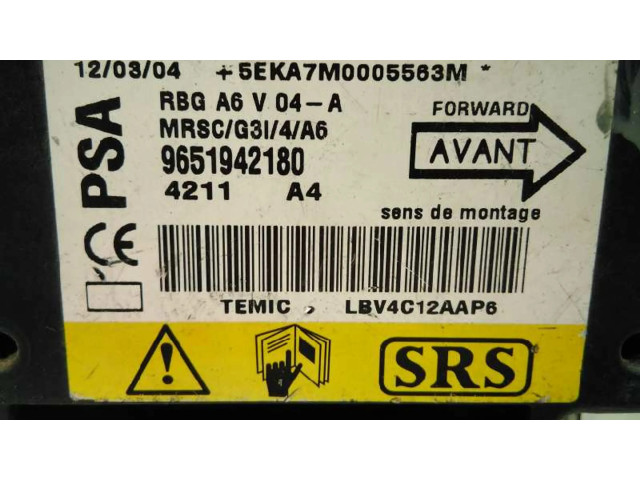 12/03/04 +5EKA7M0005563M *
PSA
RBG A6 V 04-A
MRSC/G3I/4/A6
9651942180
4211 A4
FORWARD
AVANT
sens de montage
CE
TEMIC , LBV4C12AAP6
SRS